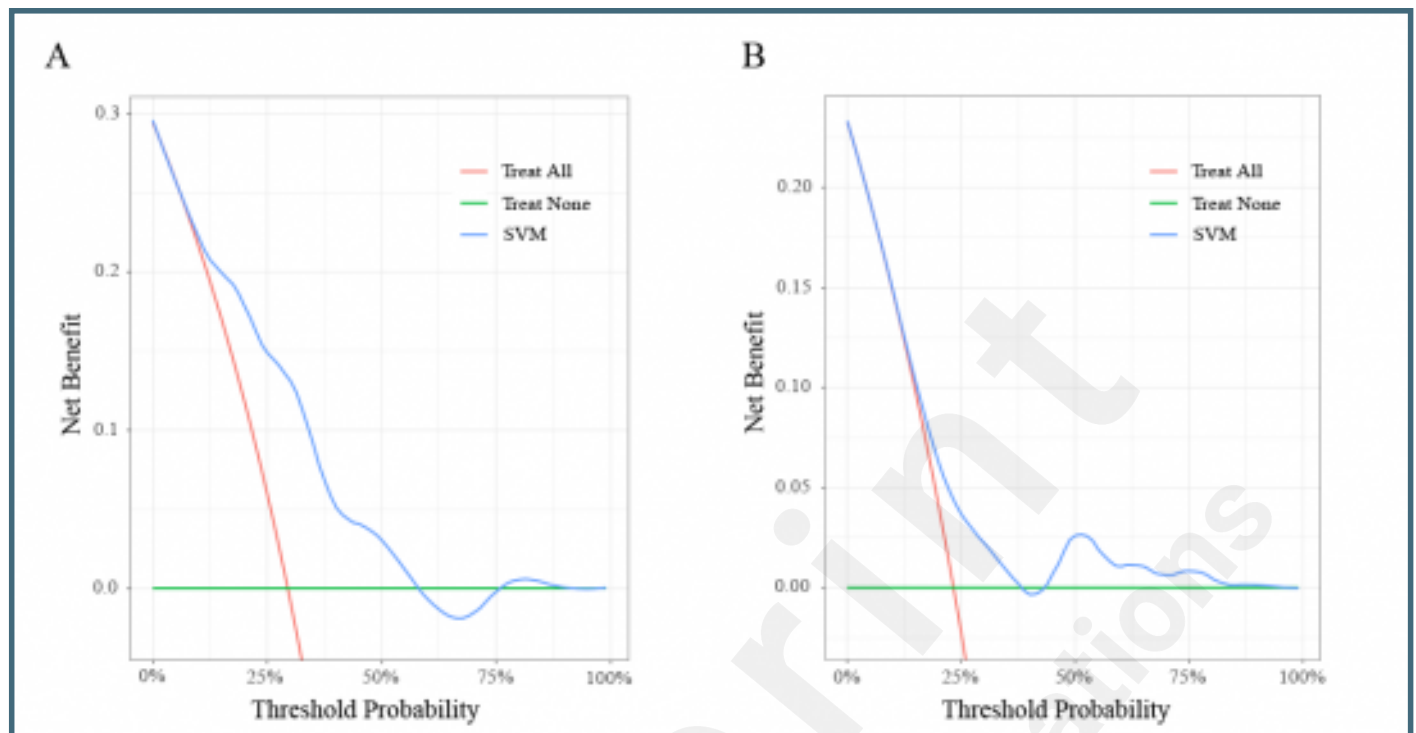 A
B
0.3
0.2
0.1
0.0
Net Benefit
Treat All
Treat None
SVM
0%
25%
50%
75%
100%
Threshold Probability
0.20
0.15
0.10
0.05
0.00
Net Benefit
Treat All
Treat None
SVM
0%
25%
50%
75%
100%
Threshold Probability
rint
ations